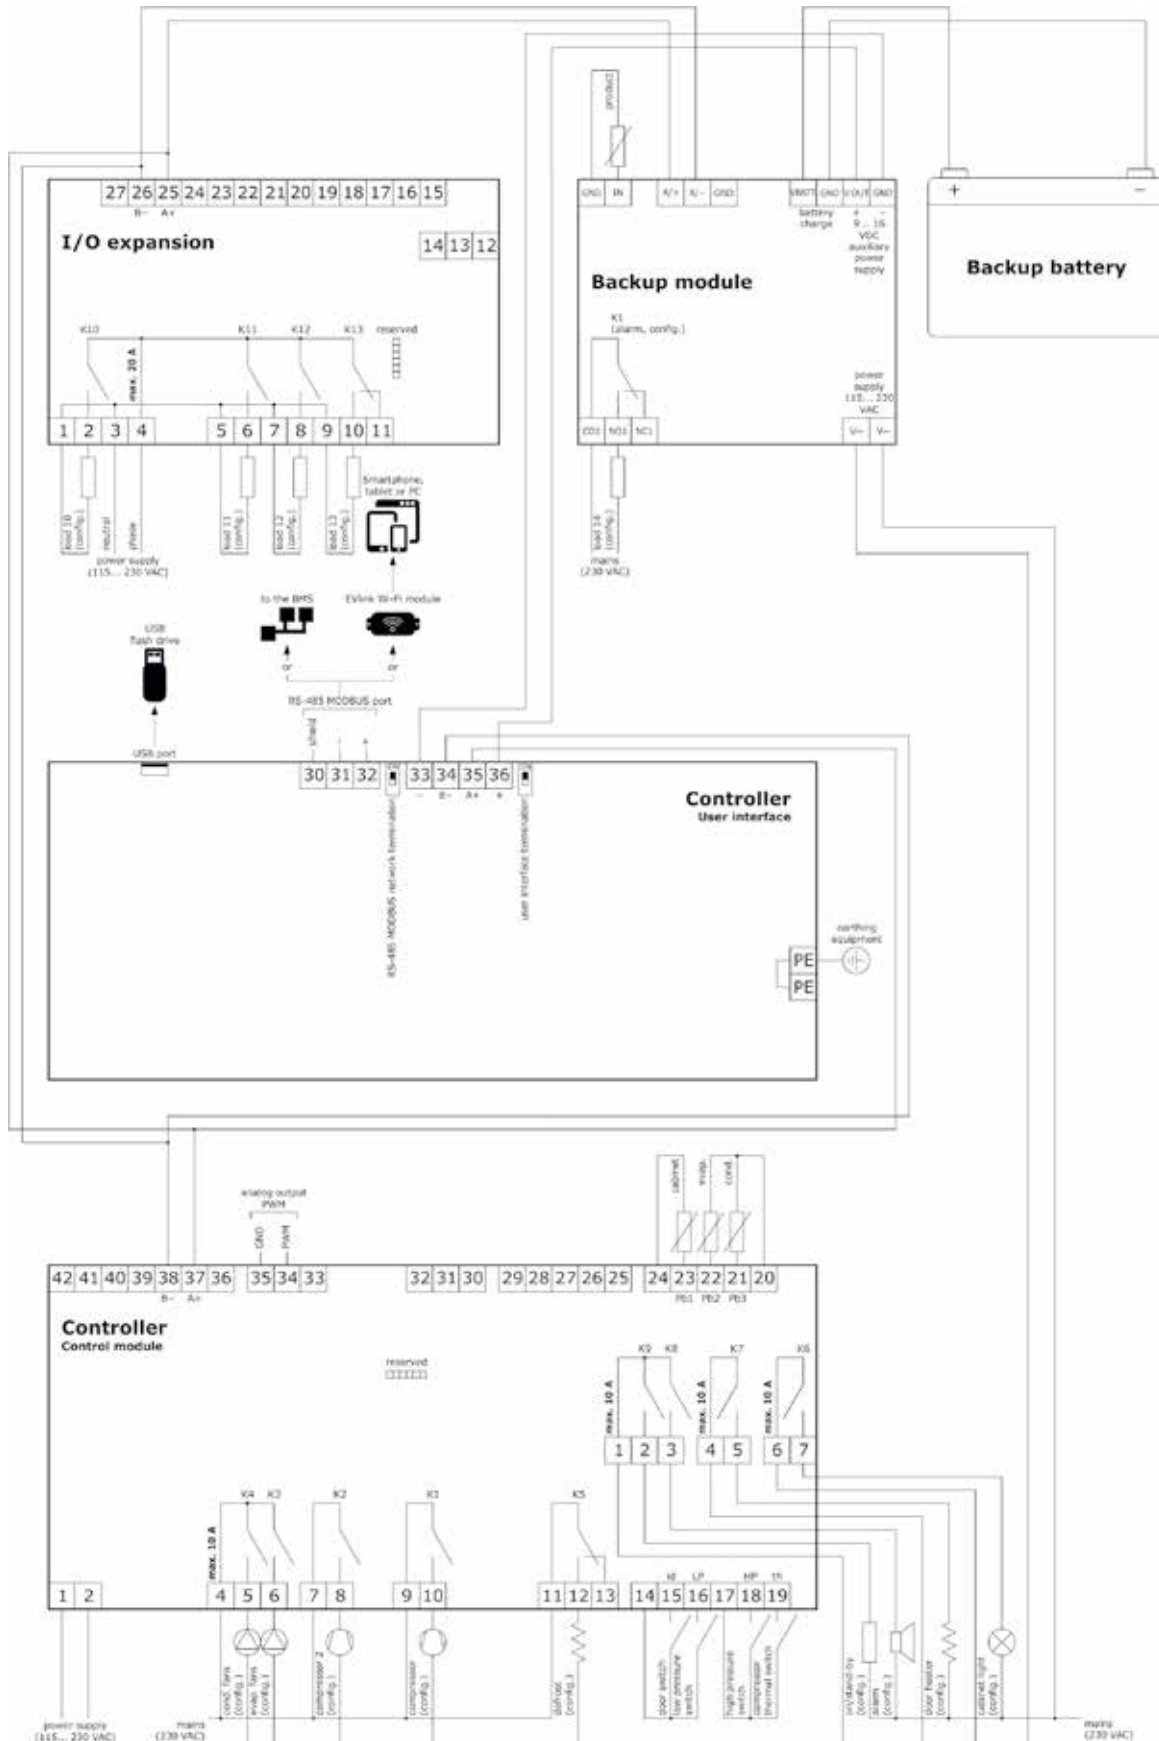 product
27 26 25 24 23 22 21 20 19 18 17 16 15
B- A+
I/O expansion
14 13 12
K10
K11
K12
K13
reserved
max. 20 A
1 2 3 4
5 6 7 8 9 10 11
load 10
(config.)
neutral
phase
load 11
(config.)
load 12
(config.)
load 13
(config.)
power supply
(115... 230 VAC)
GND IN
A/+ A/- GND
VBATT GND V OUT GND
battery
charge
+ -
9... 15
VDC
auxiliary
power
supply
Backup module
K1
(alarm, config.)
power
supply
115... 230
VAC
CO1 NO1 NC1
V~ V~
load 14
(config.)
mains
(230 VAC)
+ -
Backup battery
Smartphone,
tablet or PC
to the BMS
EVlink Wi-Fi module
or
or
USB
flash drive
RS-485 MODBUS port
shield
-
+
USB port
30 31 32
33 34 35 36
- B- A+ +
RS-485 MODBUS network termination
user interface termination
Controller
User interface
earthing
equipment
PE
PE
analog output
PWM
GND
PWM
cabinet
evap.
cond.
42 41 40 39 38 37 36
35 34 33
32 31 30
29 28 27 26 25
24 23 22 21 20
B- A+
Pb1 Pb2 Pb3
Controller
Control module
reserved
K9 K8
K7
K6
max. 10 A
max. 10 A
max. 10 A
1 2 3
4 5
6 7
K4 K3
K2
K1
K5
max. 10 A
id LP
HP th
1 2
4 5 6
7 8
9 10
11 12 13
14 15 16 17 18 19
cond. fans
(config.)
evap. fans
(config.)
compressor 2
(config.)
compressor
(config.)
defrost
(config.)
door switch
low pressure
switch
high pressure
switch
compressor
thermal switch
on/stand-by
(config.)
alarm
(config.)
door heater
(config.)
cabinet light
(config.)
power supply
(115... 230 VAC)
mains
(230 VAC)
mains
(230 VAC)